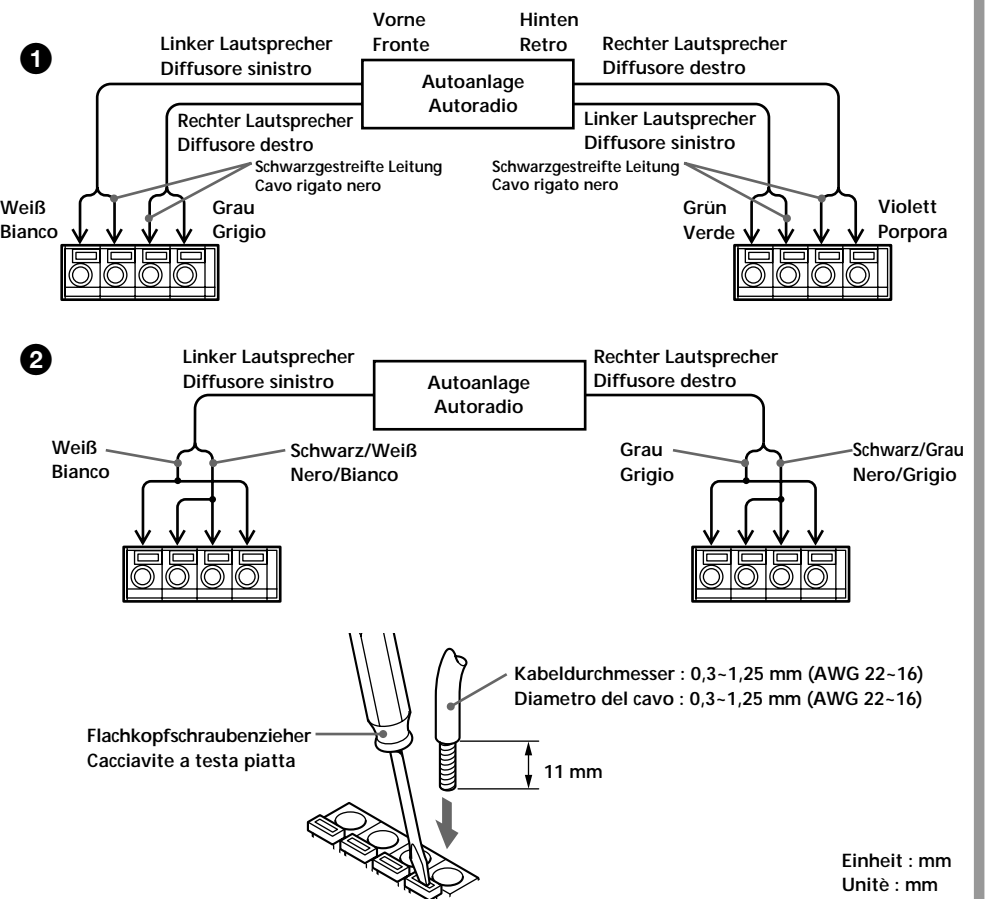 1
Vorne
Fronte
Hinten
Retro
Linker Lautsprecher
Diffusore sinistro
Autoanlage
Autoradio
Rechter Lautsprecher
Diffusore destro
Rechter Lautsprecher
Diffusore destro
Linker Lautsprecher
Diffusore sinistro
Schwarzgestreifte Leitung
Cavo rigato nero
Schwarzgestreifte Leitung
Cavo rigato nero
Weiß
Bianco
Grau
Grigio
Grün
Verde
Violett
Porpora
2
Linker Lautsprecher
Diffusore sinistro
Autoanlage
Autoradio
Rechter Lautsprecher
Diffusore destro
Weiß
Bianco
Schwarz/Weiß
Nero/Bianco
Grau
Grigio
Schwarz/Grau
Nero/Grigio
Kabeldurchmesser : 0,3~1,25 mm (AWG 22~16)
Diametro del cavo : 0,3~1,25 mm (AWG 22~16)
Flachkopfschraubenzieher
Cacciavite a testa piatta
11 mm
Einheit : mm
Unitè : mm